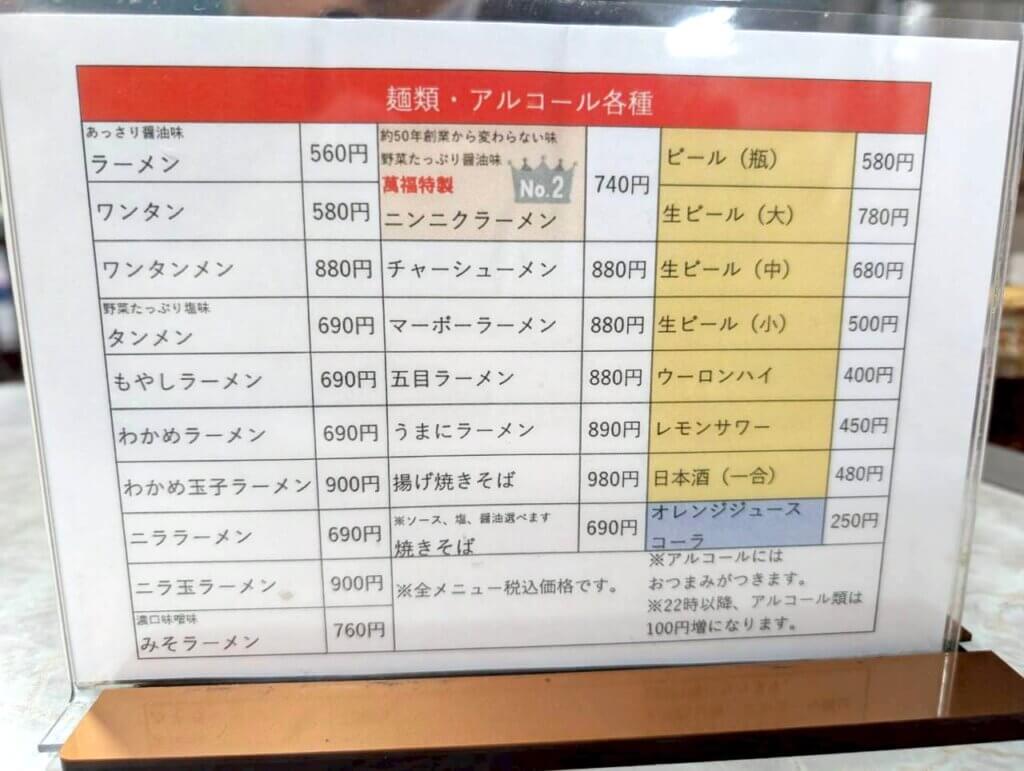 麺類・アルコール各種
あっさり醤油味
ラーメン 560円
ワンタン 580円
ワンタンメン 880円
野菜たっぷり塩味
タンメン 690円
もやしラーメン 690円
わかめラーメン 690円
わかめ玉子ラーメン 900円
ニララーメン 690円
ニラ玉ラーメン 900円
濃口味噌味
みそラーメン 760円
約50年創業から変わらない味
野菜たっぷり醤油味
萬福特製
No.2
ニンニクラーメン 740円
チャーシューメン 880円
マーボーラーメン 880円
五目ラーメン 880円
うまにラーメン 890円
揚げ焼きそば 980円
※ソース、塩、醤油選べます
焼きそば 690円
※全メニュー税込価格です。
ビール（瓶） 580円
生ビール（大） 780円
生ビール（中） 680円
生ビール（小） 500円
ウーロンハイ 400円
レモンサワー 450円
日本酒（一合） 480円
オレンジジュース
コーラ 250円
※アルコールには
おつまみがつきます。
※22時以降、アルコール類は
100円増になります。